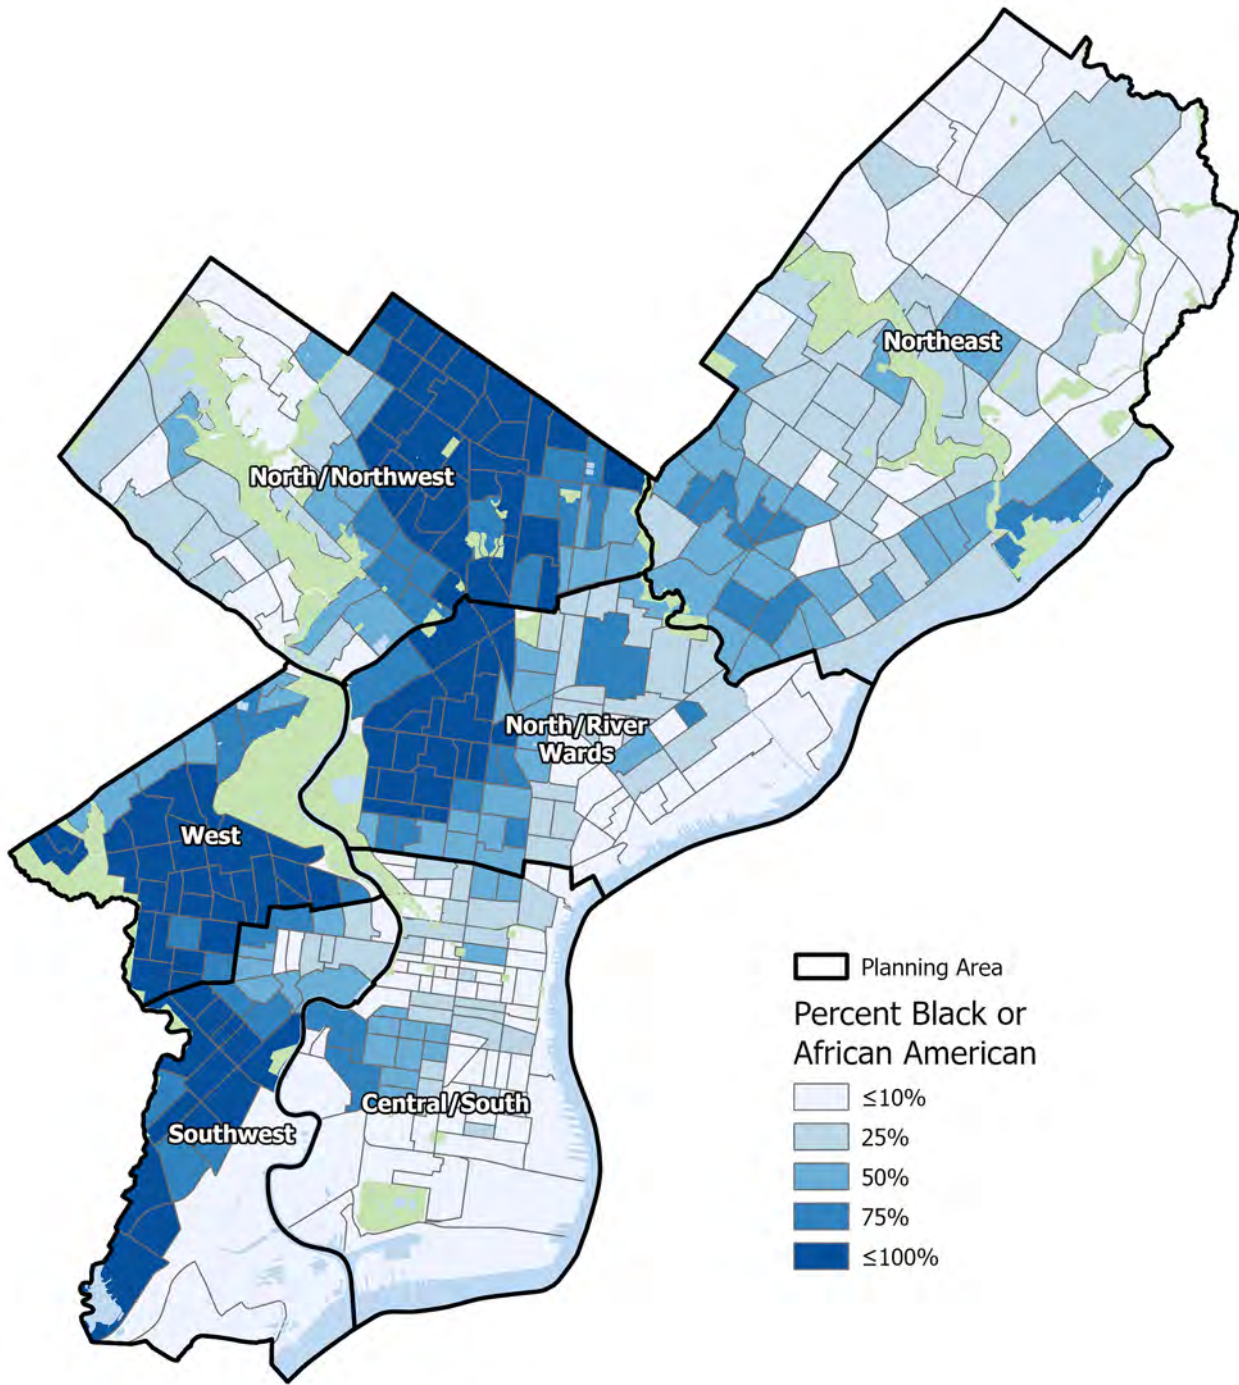 Northeast
North/Northwest
North/River
Wards
West
Central/South
Southwest
Planning Area
Percent Black or
African American
≤10%
25%
50%
75%
≤100%